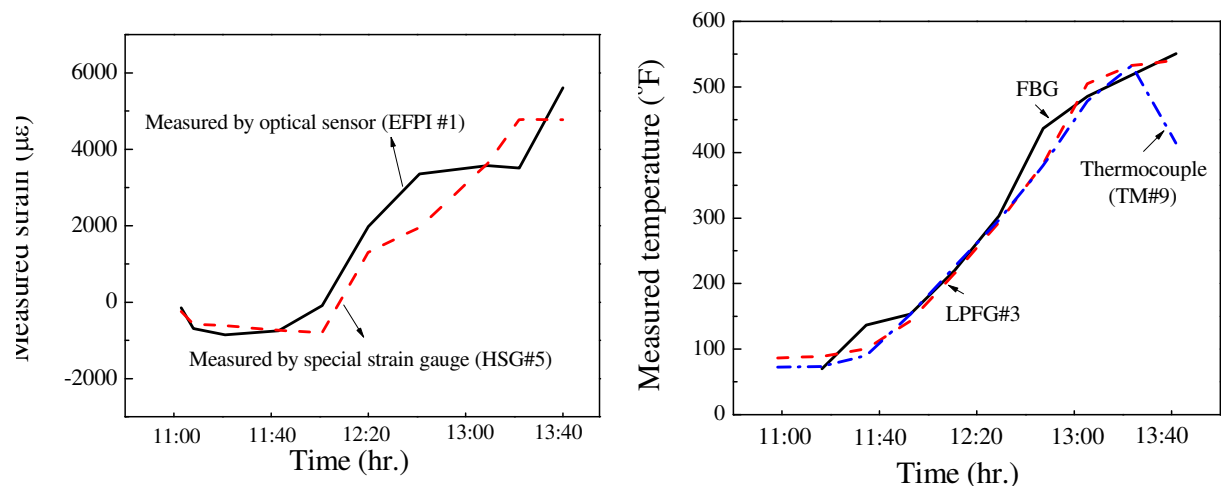 Measured strain (με)
6000
4000
2000
0
-2000
Measured by optical sensor (EFPI #1)
Measured by special strain gauge (HSG#5)
11:00 11:40 12:20 13:00 13:40
Time (hr.)
Measured temperature (°F)
600
500
400
300
200
100
0
FBG
Thermocouple
(TM#9)
LPFG#3
11:00 11:40 12:20 13:00 13:40
Time (hr.)